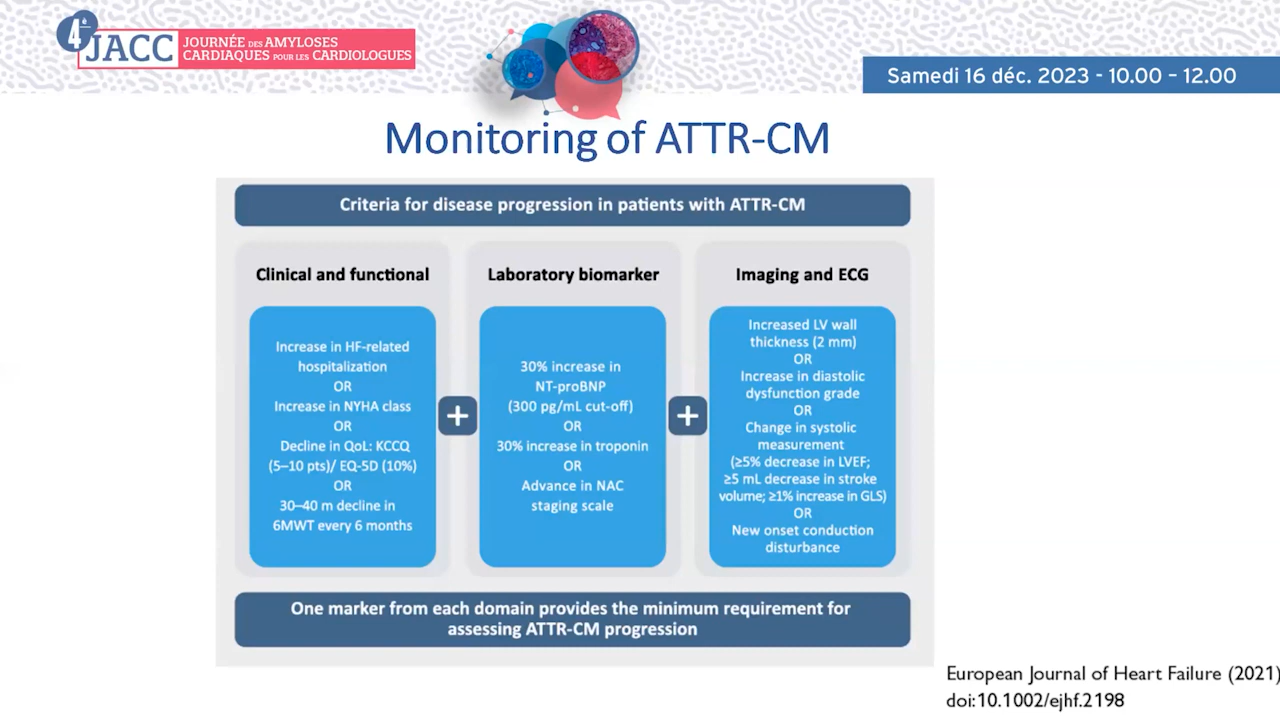 4è
JACC
JOURNÉE DES AMYLOSES
CARDIAQUES POUR LES CARDIOLOGUES
Samedi 16 déc. 2023 - 10.00 – 12.00
Monitoring of ATTR-CM
Criteria for disease progression in patients with ATTR-CM
Clinical and functional
Increase in HF-related
hospitalization
OR
Increase in NYHA class
OR
Decline in QoL: KCCQ
(5–10 pts)/ EQ-5D (10%)
OR
30–40 m decline in
6MWT every 6 months
+
Laboratory biomarker
30% increase in
NT-proBNP
(300 pg/mL cut-off)
OR
30% increase in troponin
OR
Advance in NAC
staging scale
+
Imaging and ECG
Increased LV wall
thickness (2 mm)
OR
Increase in diastolic
dysfunction grade
OR
Change in systolic
measurement
(≥5% decrease in LVEF;
≥5 mL decrease in stroke
volume; ≥1% increase in GLS)
OR
New onset conduction
disturbance
One marker from each domain provides the minimum requirement for
assessing ATTR-CM progression
European Journal of Heart Failure (2021)
doi:10.1002/ejhf.2198